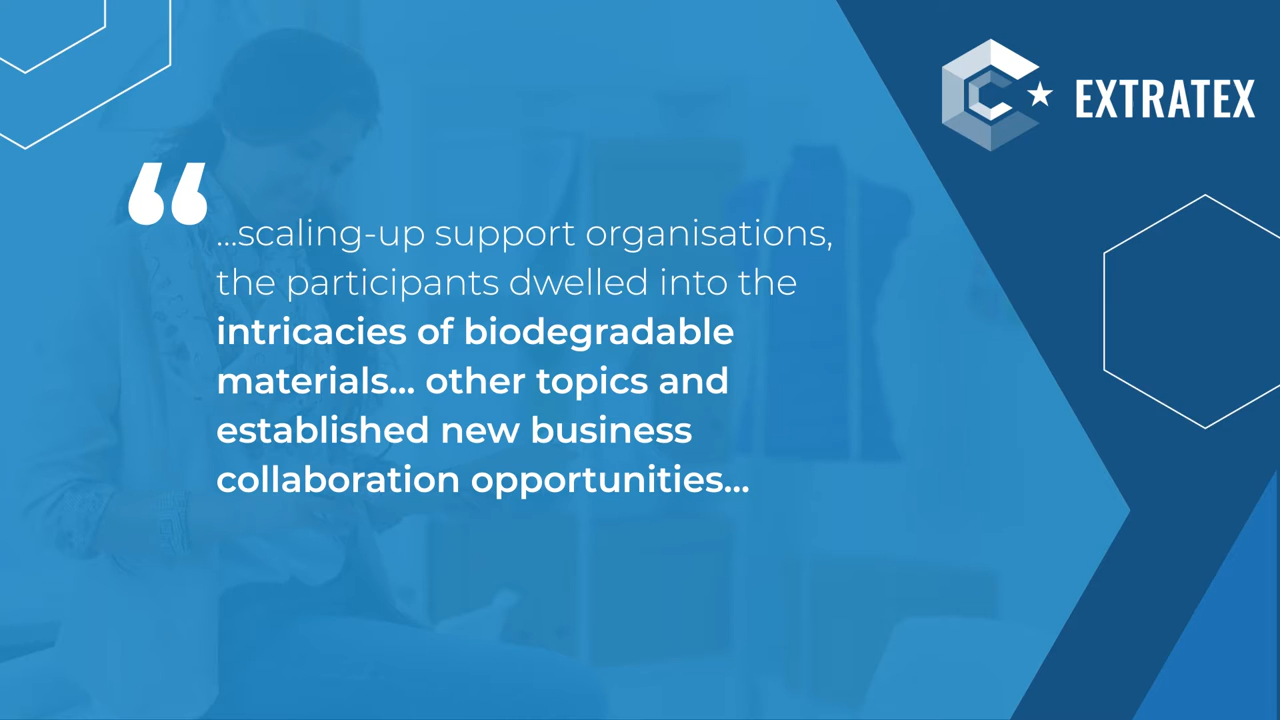 EXTRATEX
“
...scaling-up support organisations,
the participants dwelled into the
intricacies of biodegradable
materials... other topics and
established new business
collaboration opportunities...